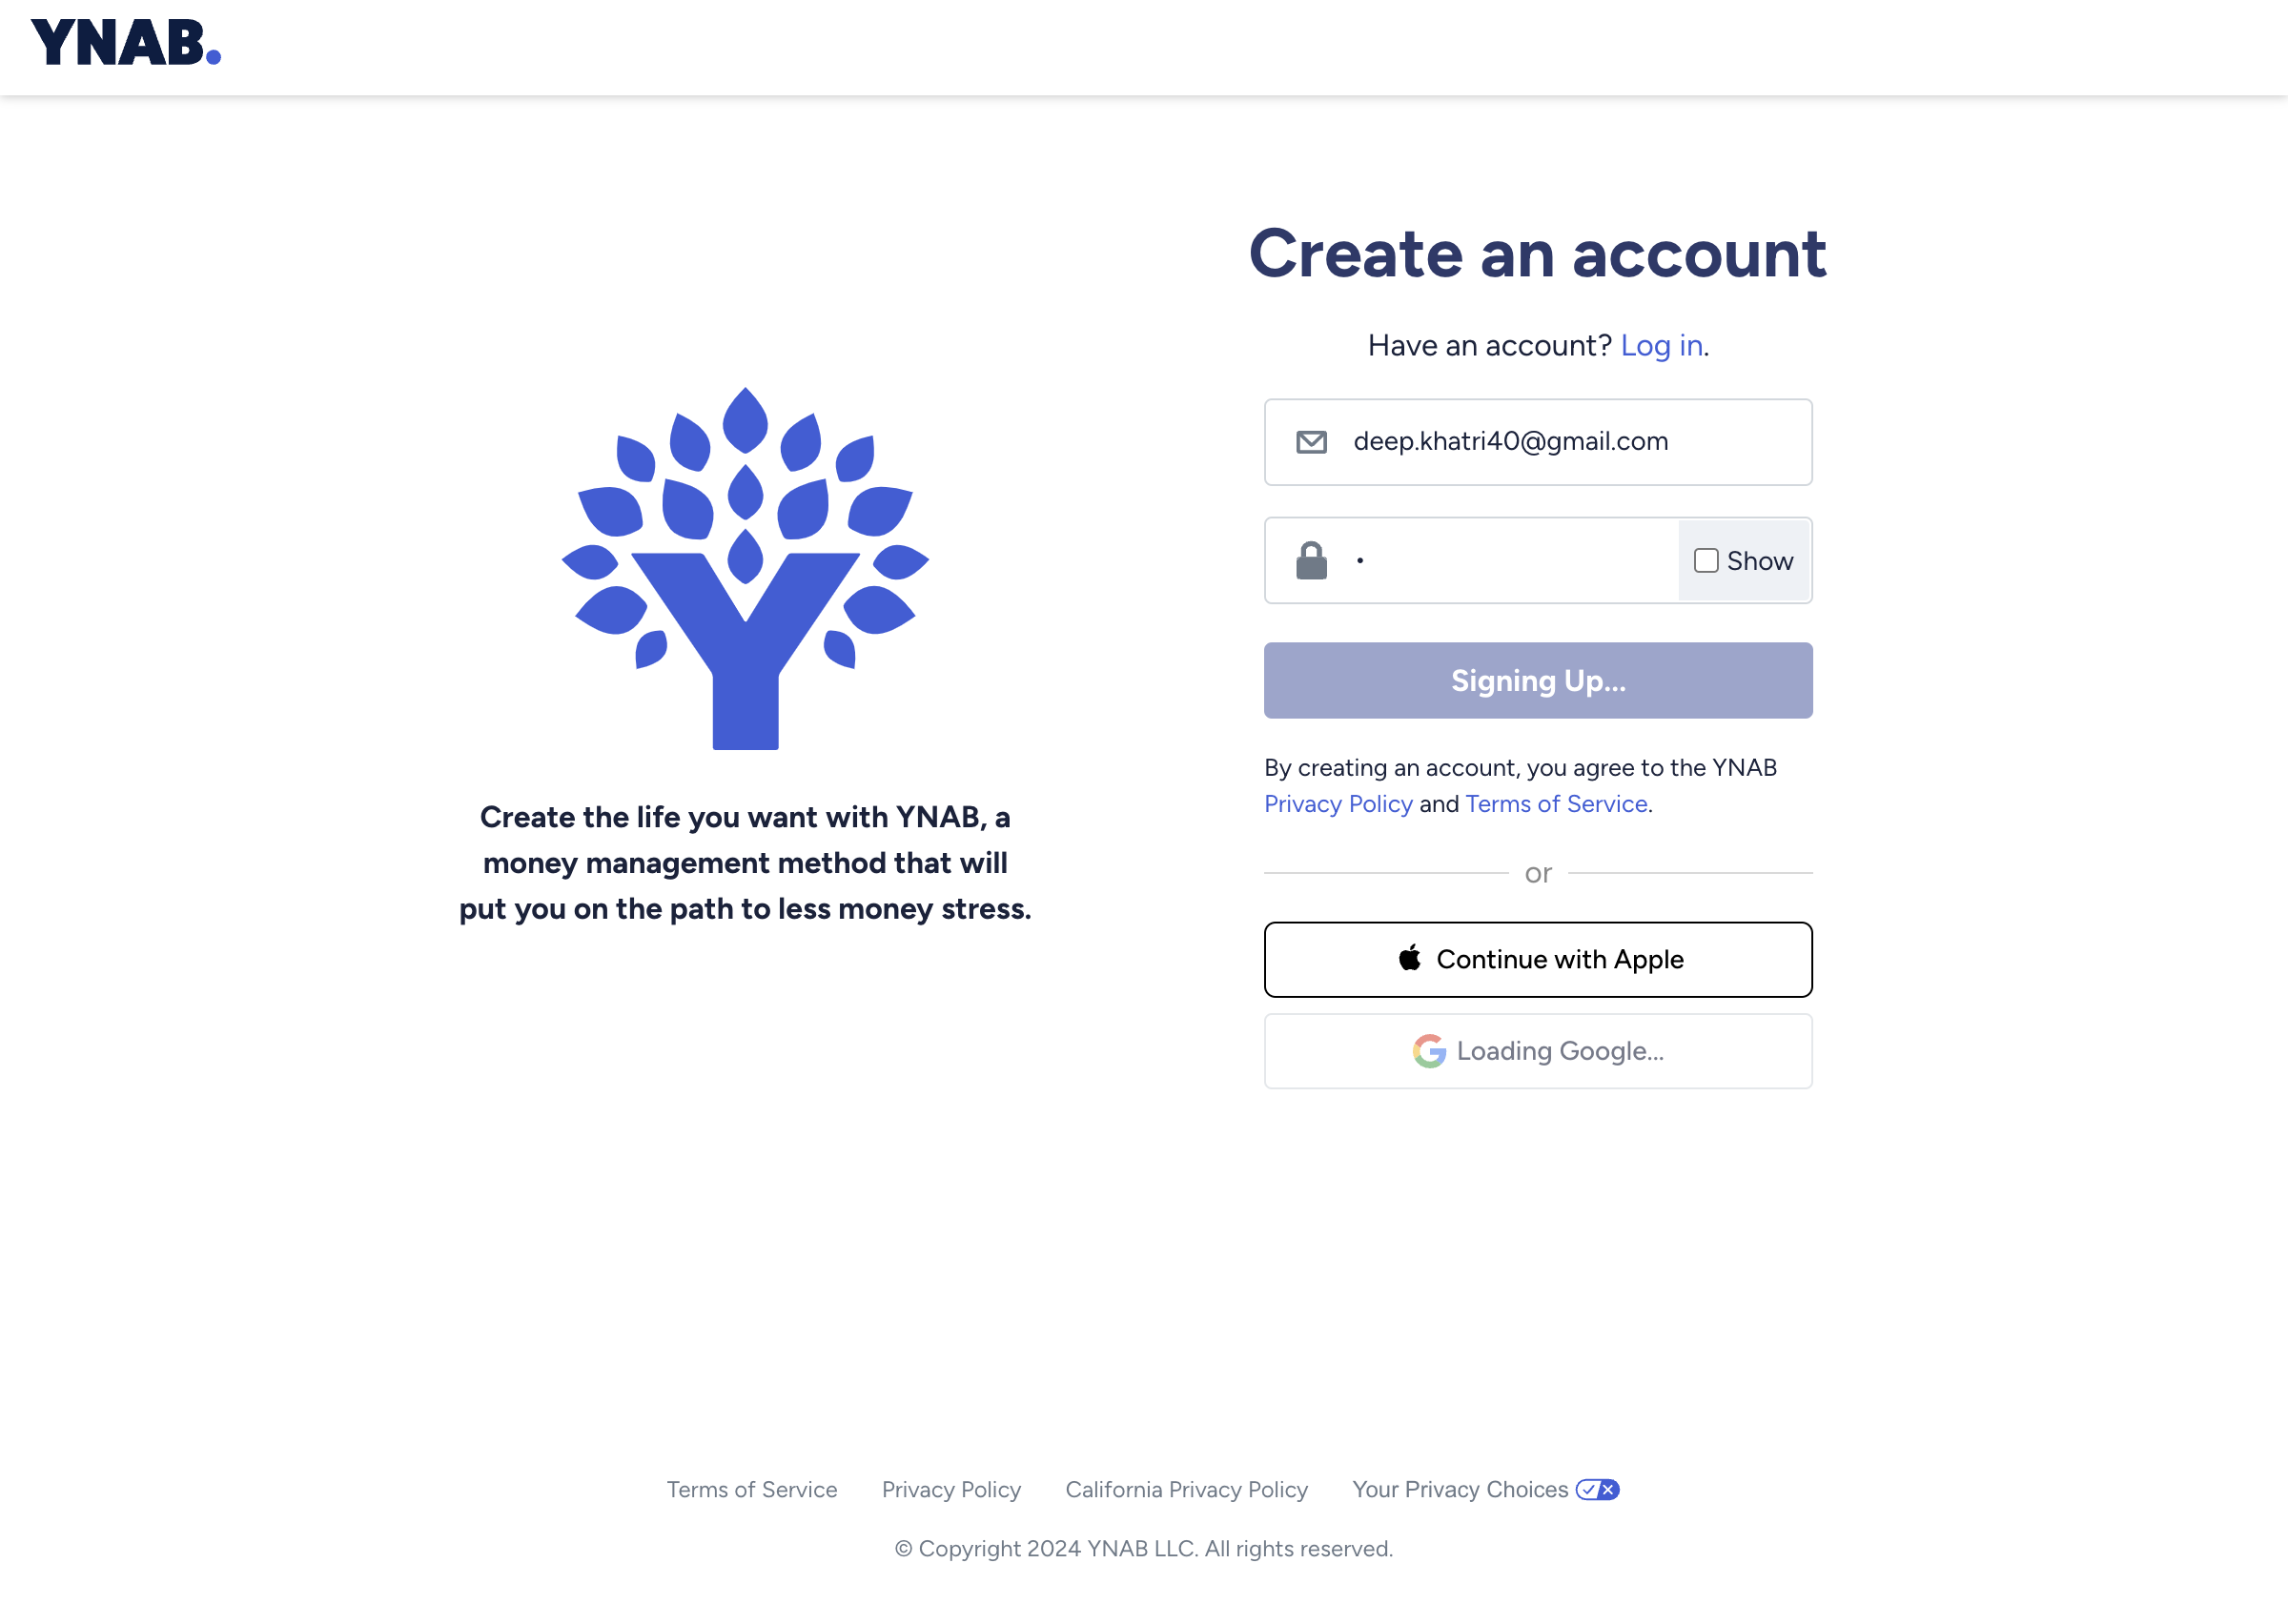 YNAB.
Create an account
Have an account? Log in.
deep.khatri40@gmail.com
•
Show
Signing Up...
By creating an account, you agree to the YNAB
Privacy Policy and Terms of Service.
or
Continue with Apple
Loading Google...
Create the life you want with YNAB, a
money management method that will
put you on the path to less money stress.
Terms of Service Privacy Policy California Privacy Policy Your Privacy Choices
© Copyright 2024 YNAB LLC. All rights reserved.